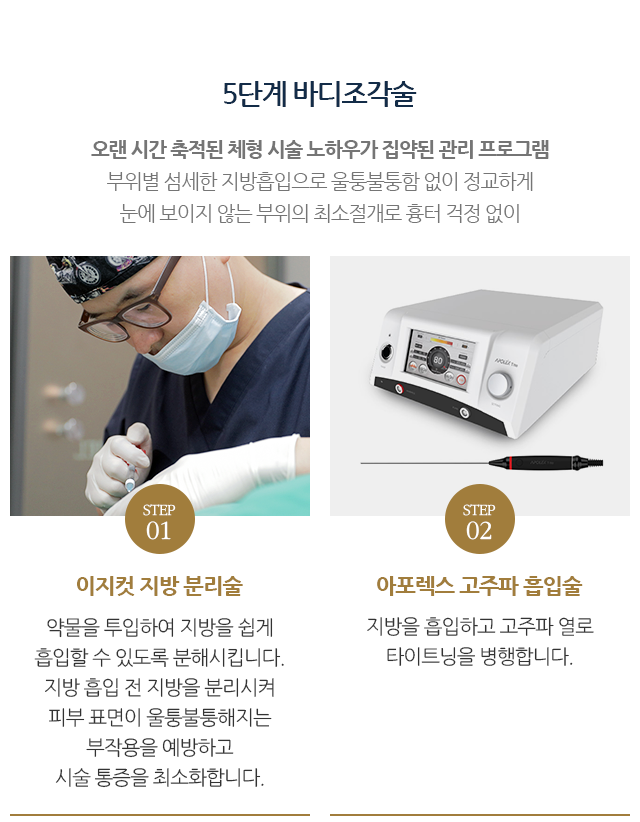 5단계 바디조각술
오랜 시간 축적된 체형 시술 노하우가 집약된 관리 프로그램
부위별 섬세한 지방흡입으로 울퉁불퉁함 없이 정교하게
눈에 보이지 않는 부위의 최소절개로 흉터 걱정 없이
80
STEP
01
이지컷 지방 분리술
약물을 투입하여 지방을 쉽게
흡입할 수 있도록 분해시킵니다.
지방 흡입 전 지방을 분리시켜
피부 표면이 울퉁불퉁해지는
부작용을 예방하고
시술 통증을 최소화합니다.
STEP
02
아포렉스 고주파 흡입술
지방을 흡입하고 고주파 열로
타이트닝을 병행합니다.